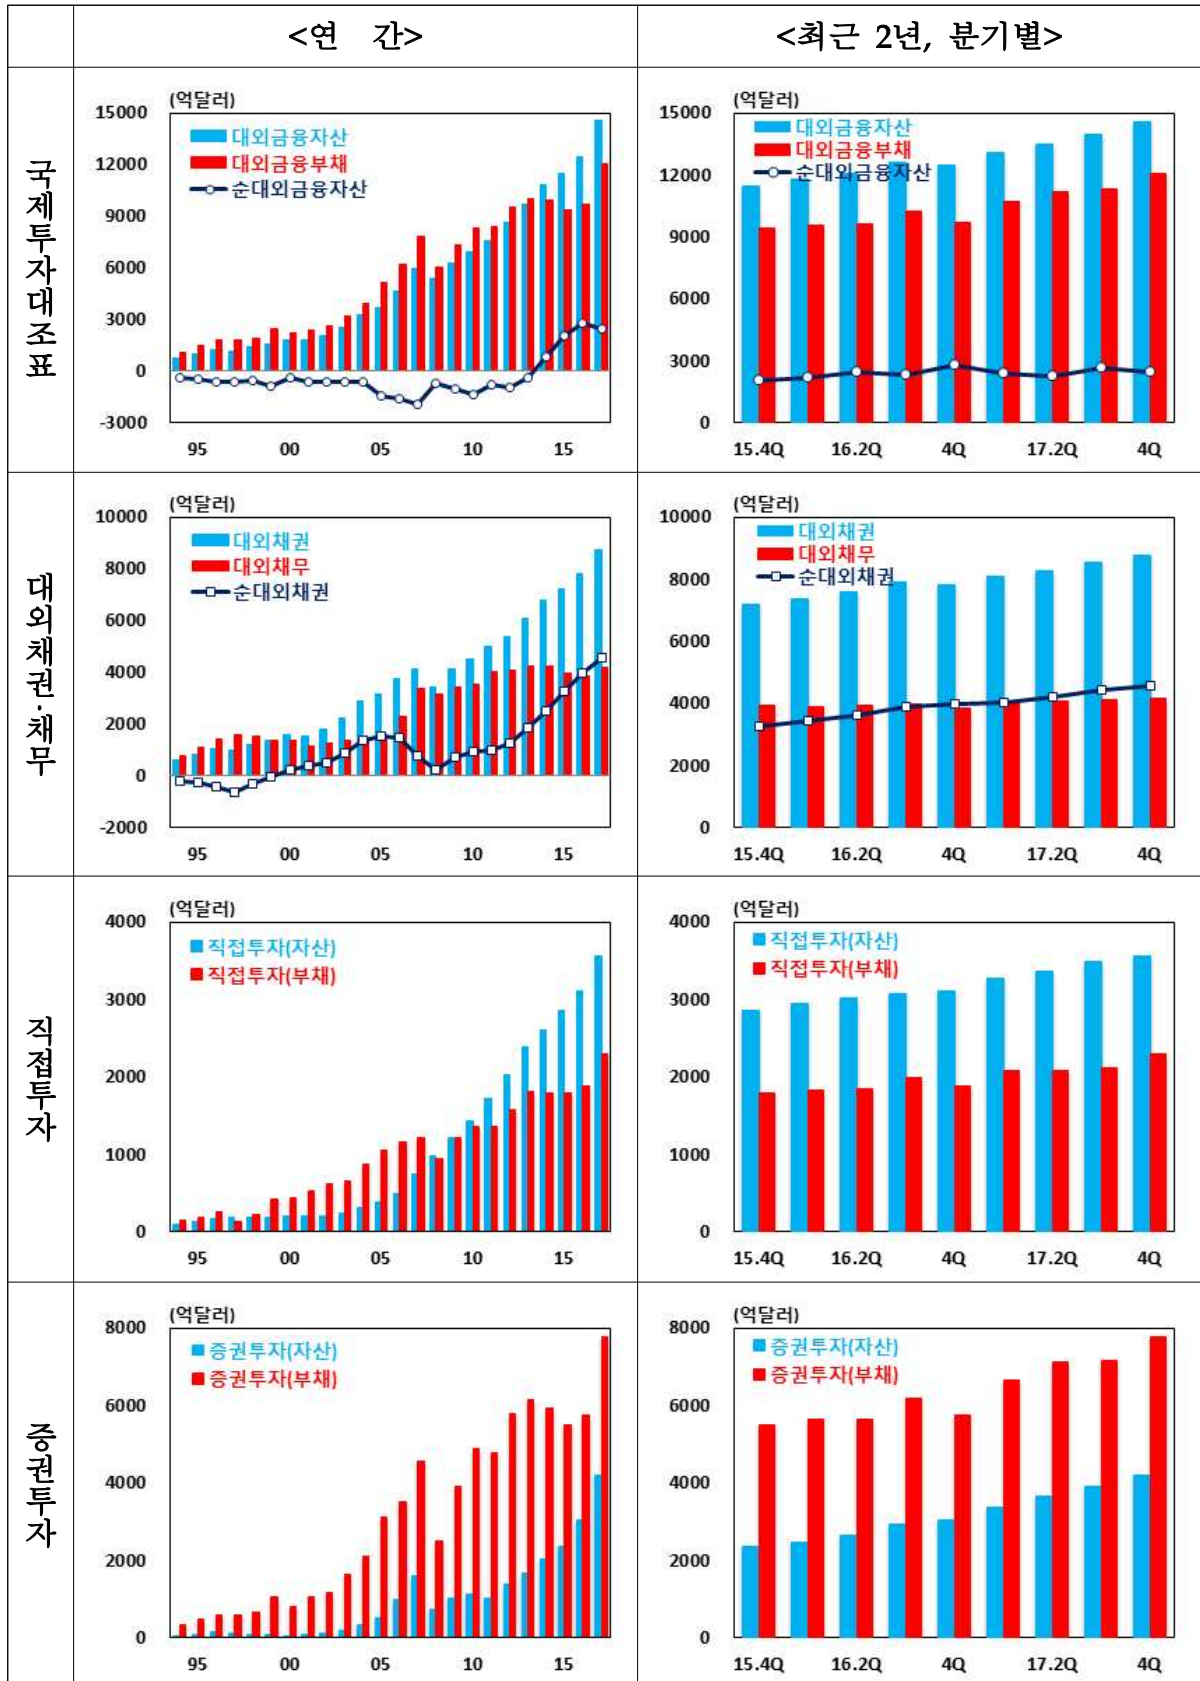 <연 간>
<최근 2년, 분기별>
국제투자대조표
(억달러)
15000
12000
9000
6000
3000
0
-3000
대외금융자산
대외금융부채
순대외금융자산
95 00 05 10 15
(억달러)
15000
12000
9000
6000
3000
0
대외금융자산
대외금융부채
순대외금융자산
15.4Q 16.2Q 4Q 17.2Q 4Q
대외채권·채무
(억달러)
10000
8000
6000
4000
2000
0
-2000
대외채권
대외채무
순대외채권
95 00 05 10 15
(억달러)
10000
8000
6000
4000
2000
0
대외채권
대외채무
순대외채권
15.4Q 16.2Q 4Q 17.2Q 4Q
직접투자
(억달러)
4000
3000
2000
1000
0
직접투자(자산)
직접투자(부채)
95 00 05 10 15
(억달러)
4000
3000
2000
1000
0
직접투자(자산)
직접투자(부채)
15.4Q 16.2Q 4Q 17.2Q 4Q
증권투자
(억달러)
8000
6000
4000
2000
0
증권투자(자산)
증권투자(부채)
95 00 05 10 15
(억달러)
8000
6000
4000
2000
0
증권투자(자산)
증권투자(부채)
15.4Q 16.2Q 4Q 17.2Q 4Q